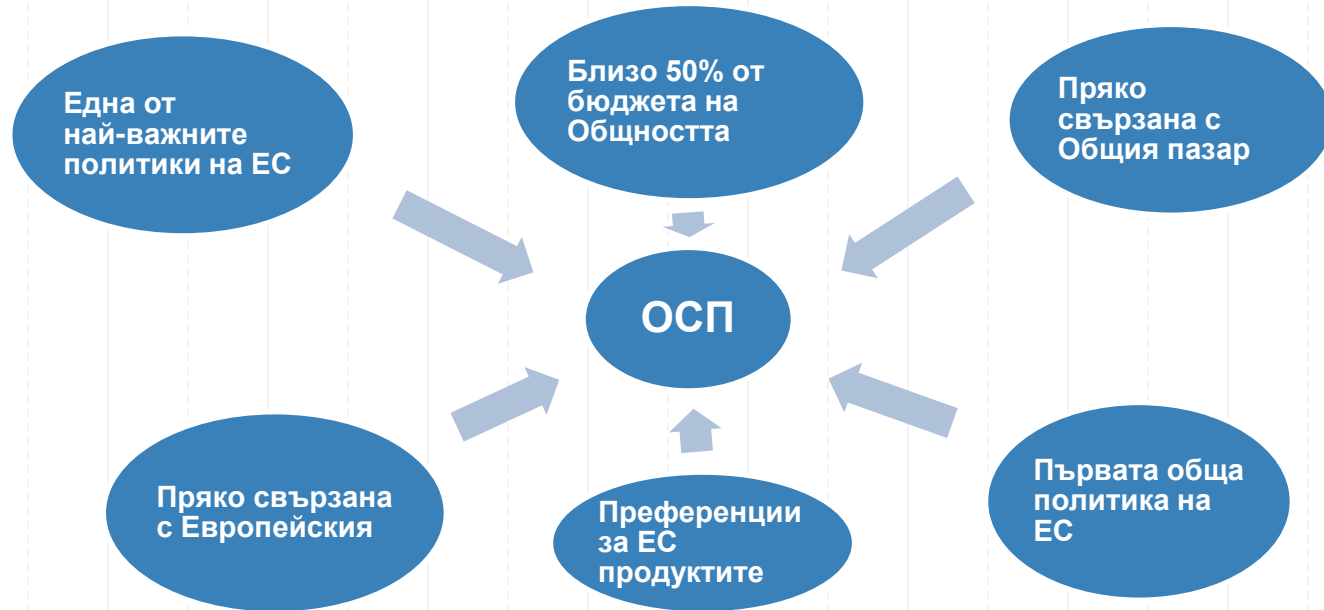 Една от
най-важните
политики на ЕС
Близо 50% от
бюджета на
Общността
Пряко
свързана с
Общия пазар
ОСП
Пряко свързана
с Европейския
Преференции
за ЕС
продуктите
Първата обща
политика на
ЕС